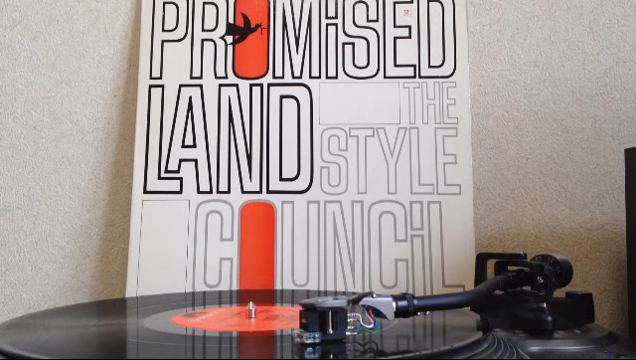 PROMiSED
LAND
THE
STYLE
COUNCiL